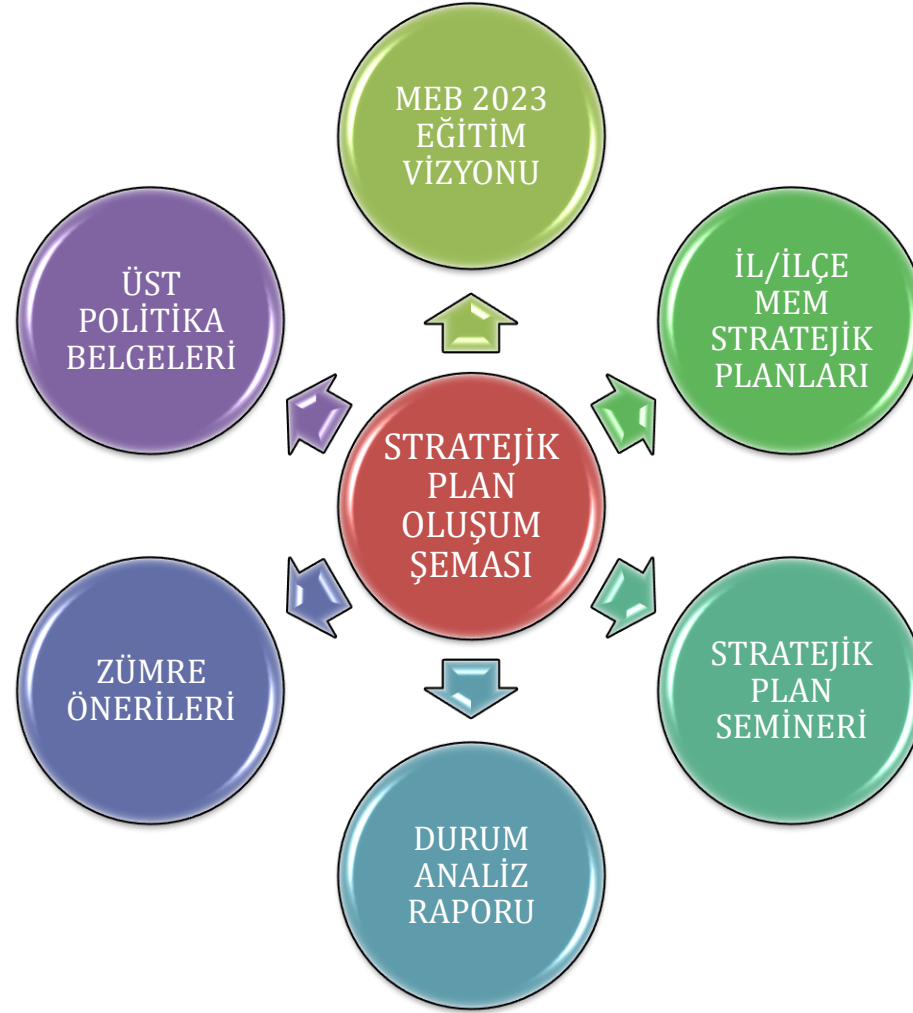 MEB 2023
EĞİTİM
VİZYONU
ÜST
POLİTİKA
BELGELERİ
İL/İLÇE
MEM
STRATEJİK
PLANLARI
STRATEJİK
PLAN
OLUŞUM
ŞEMASI
ZÜMRE
ÖNERİLERİ
STRATEJİK
PLAN
SEMİNERİ
DURUM
ANALİZ
RAPORU